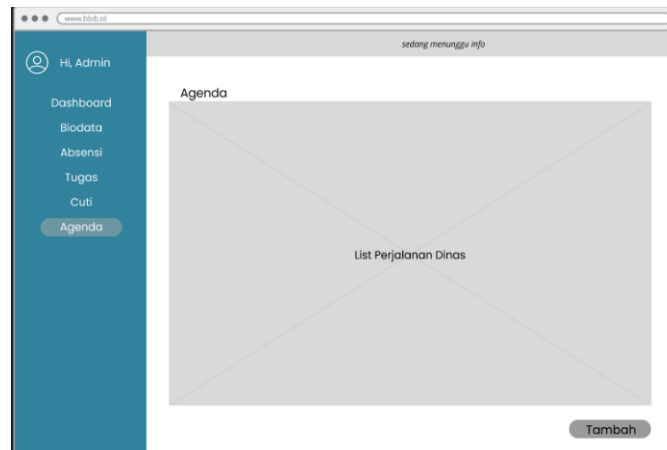 www.bbib.id
sedang menunggu info
Hi, Admin
Dashboard
Biodata
Absensi
Tugas
Cuti
Agenda
Agenda
List Perjalanan Dinas
Tambah